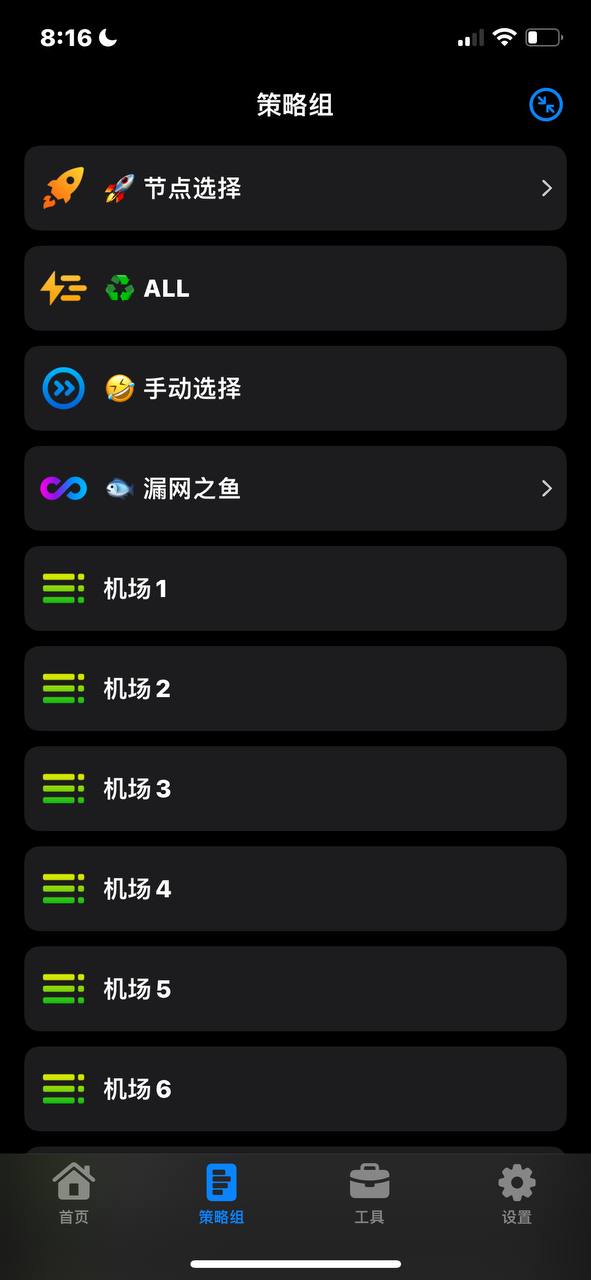 8:16
策略组
🚀 节点选择
♻️ ALL
🤣 手动选择
🐟 漏网之鱼
机场 1
机场 2
机场 3
机场 4
机场 5
机场 6
首页
策略组
工具
设置